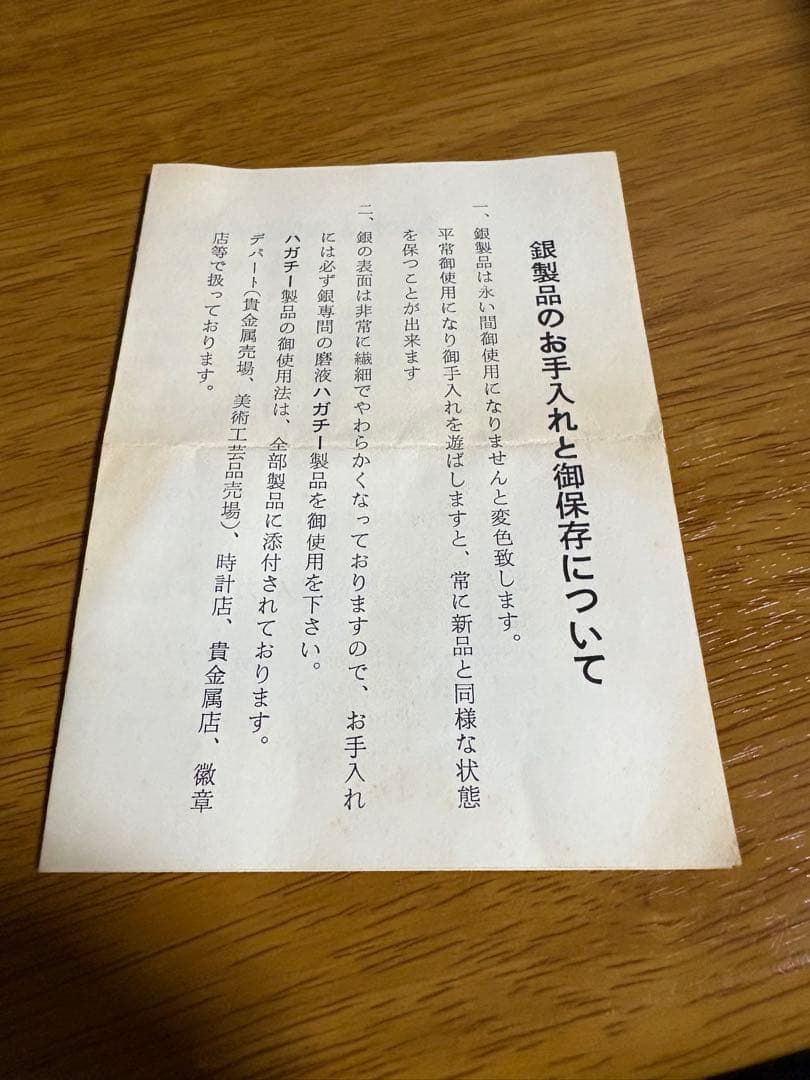 銀製品のお手入れと御保存について
一、銀製品は永い間御使用になりませんと変色致します。
平常御使用になり御手入れを遊ばしますと、常に新品と同様な状態
を保つことが出来ます
二、銀の表面は非常に繊細でやわらかくなっておりますので、お手入れ
には必ず銀専問の磨液ハガチー製品を御使用を下さい。
ハガチー製品の御使用法は、全部製品に添付されております。
デパート(貴金属売場、美術工芸品売場)、時計店、貴金属店、徽章
店等で扱っております。